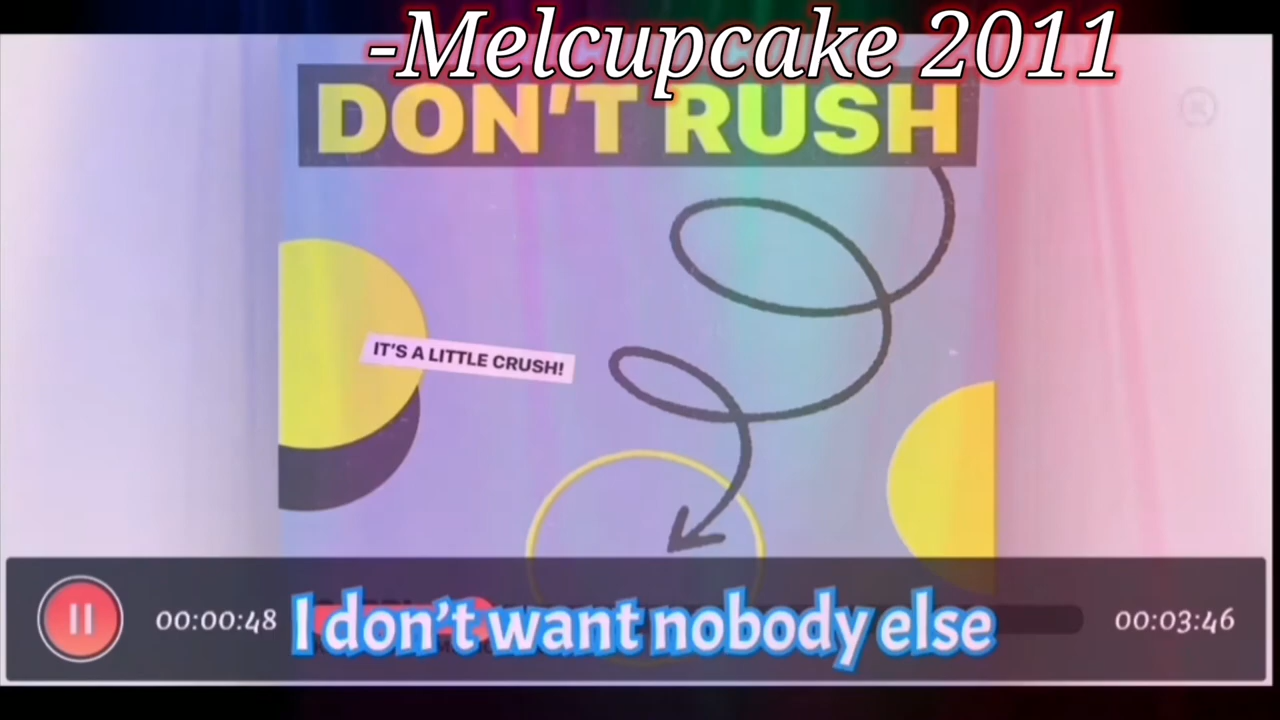 -Melcupcake 2011
DON'T RUSH
IT'S A LITTLE CRUSH!
00:00:48
I don't want nobody else
00:03:46